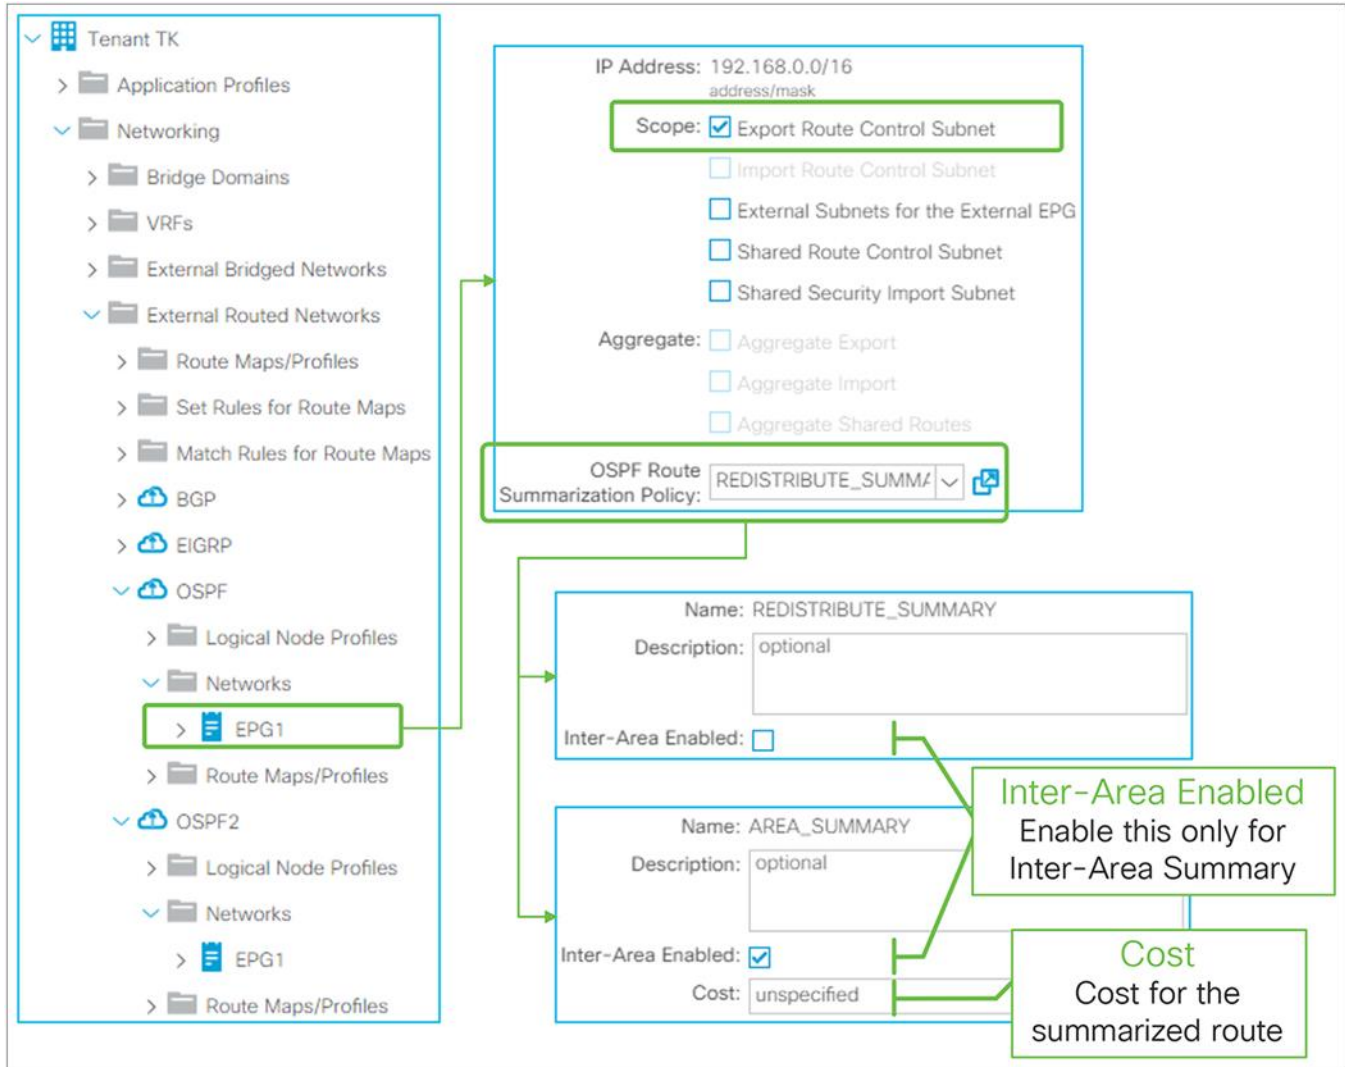 Tenant TK
Application Profiles
Networking
Bridge Domains
VRFs
External Bridged Networks
External Routed Networks
Route Maps/Profiles
Set Rules for Route Maps
Match Rules for Route Maps
BGP
EIGRP
OSPF
Logical Node Profiles
Networks
EPG1
Route Maps/Profiles
OSPF2
Logical Node Profiles
Networks
EPG1
Route Maps/Profiles
IP Address: 192.168.0.0/16
address/mask
Scope: Export Route Control Subnet
Import Route Control Subnet
External Subnets for the External EPG
Shared Route Control Subnet
Shared Security Import Subnet
Aggregate: Aggregate Export
Aggregate Import
Aggregate Shared Routes
OSPF Route
Summarization Policy: REDISTRIBUTE_SUMMA
Name: REDISTRIBUTE_SUMMARY
Description: optional
Inter-Area Enabled:
Name: AREA_SUMMARY
Description: optional
Inter-Area Enabled:
Cost: unspecified
Inter-Area Enabled
Enable this only for
Inter-Area Summary
Cost
Cost for the
summarized route